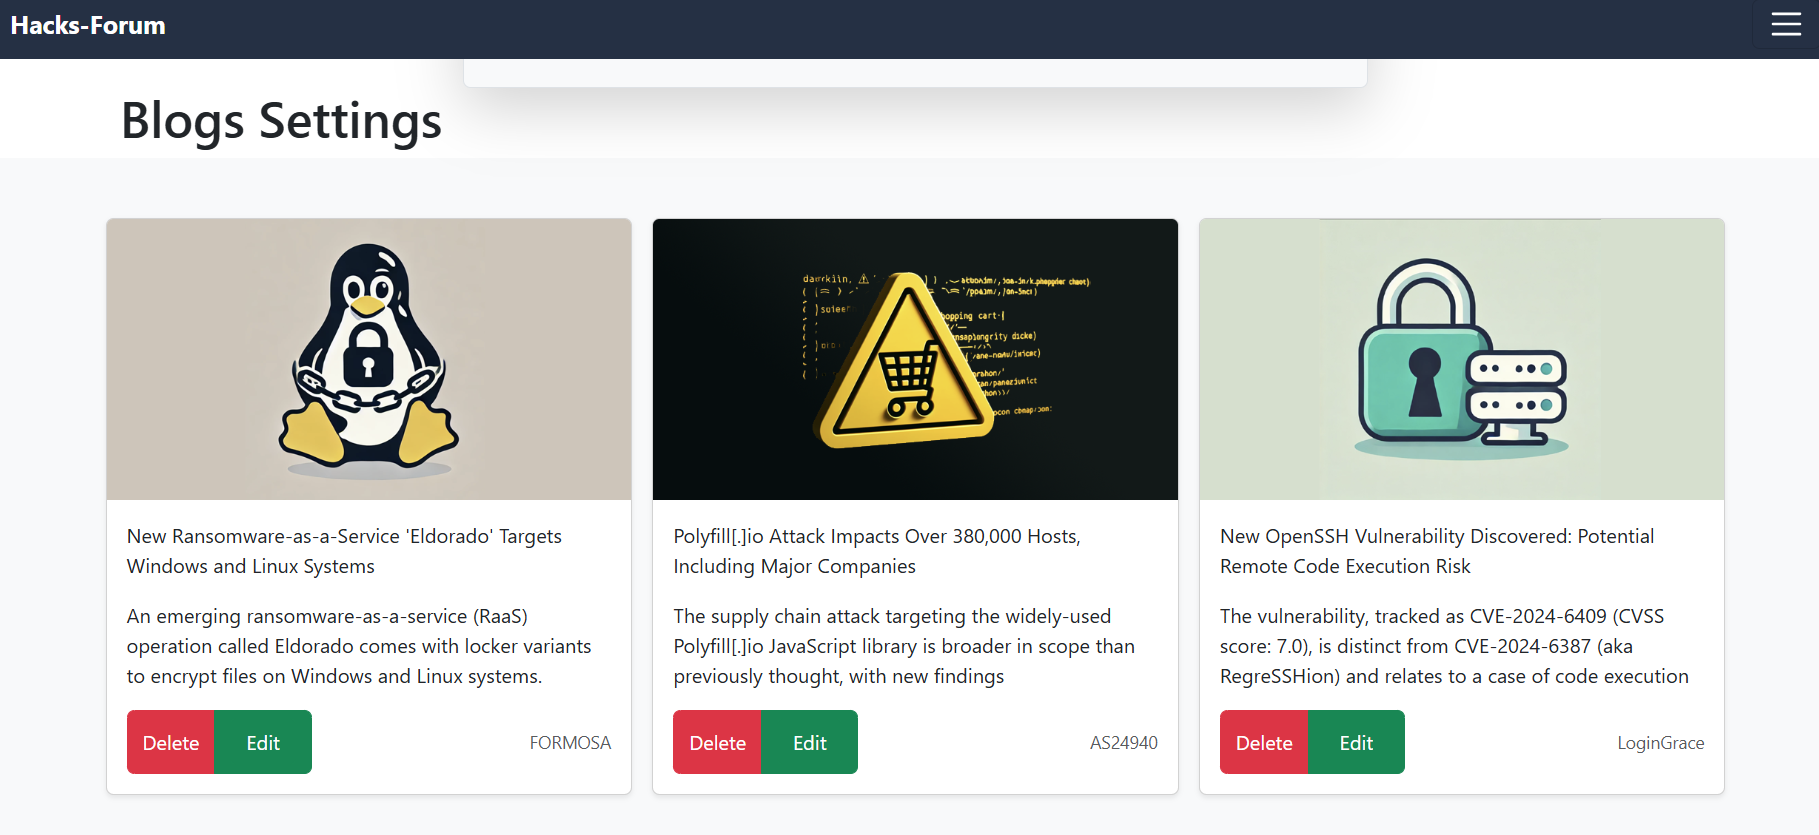 Hacks-Forum
Blogs Settings
New Ransomware-as-a-Service 'Eldorado' Targets
Windows and Linux Systems
An emerging ransomware-as-a-service (RaaS)
operation called Eldorado comes with locker variants
to encrypt files on Windows and Linux systems.
Delete
Edit
FORMOSA
Polyfill[.]io Attack Impacts Over 380,000 Hosts,
Including Major Companies
The supply chain attack targeting the widely-used
Polyfill[.]io JavaScript library is broader in scope than
previously thought, with new findings
Delete
Edit
AS24940
New OpenSSH Vulnerability Discovered: Potential
Remote Code Execution Risk
The vulnerability, tracked as CVE-2024-6409 (CVSS
score: 7.0), is distinct from CVE-2024-6387 (aka
RegreSSHion) and relates to a case of code execution
Delete
Edit
LoginGrace